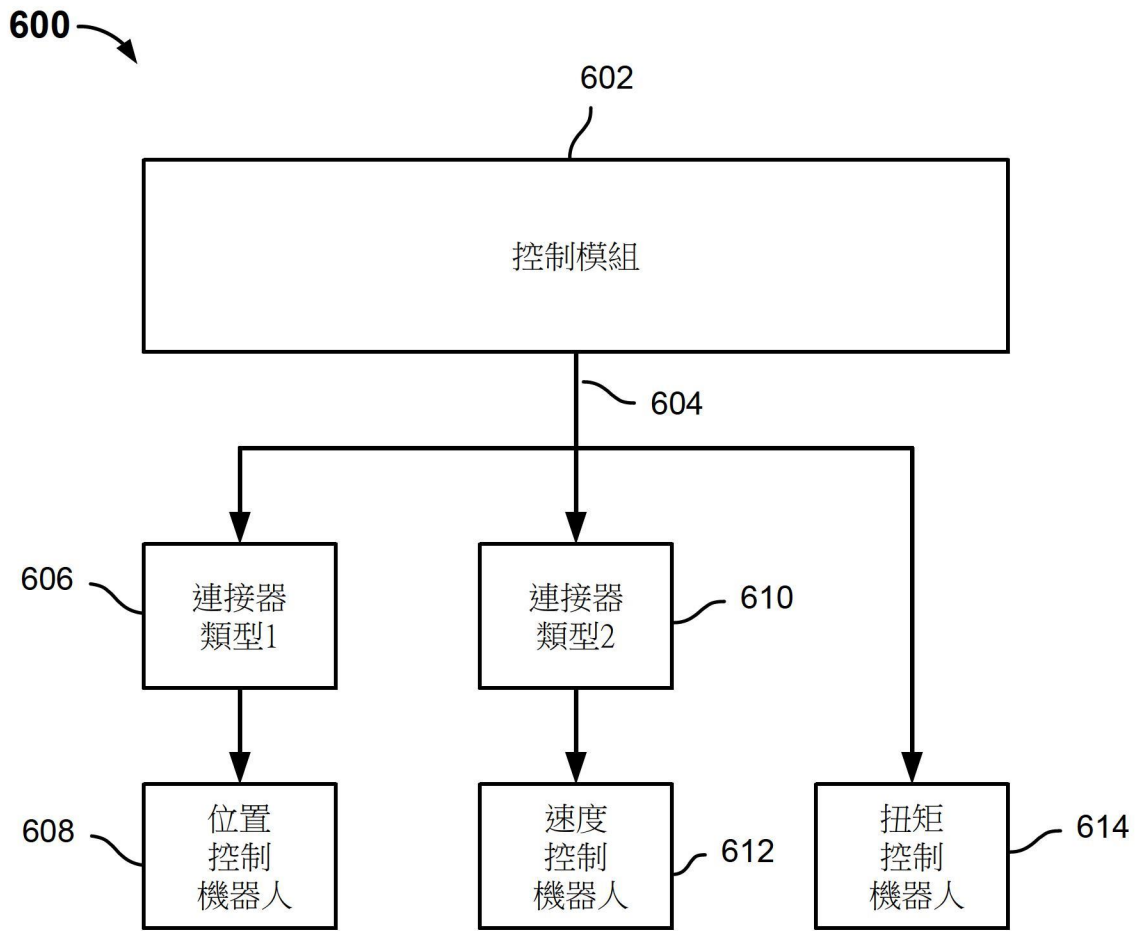 600
602
控制模組
604
606
連接器
類型1
連接器
類型2
610
608
位置
控制
機器人
速度
控制
機器人
612
扭矩
控制
機器人
614